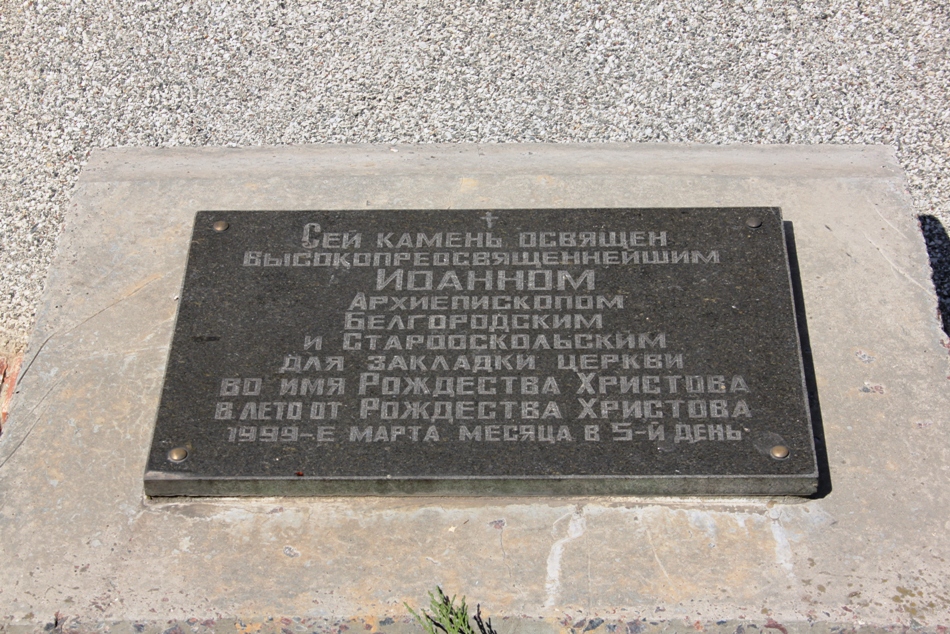 Сей камень освящен
высокопреосвященнейшим
ИОАННОМ
Архиепископом
Белгородским
и Старооскольским
для закладки церкви
во имя Рождества Христова
в лето от Рождества Христова
1999-е марта месяца в 5-й день